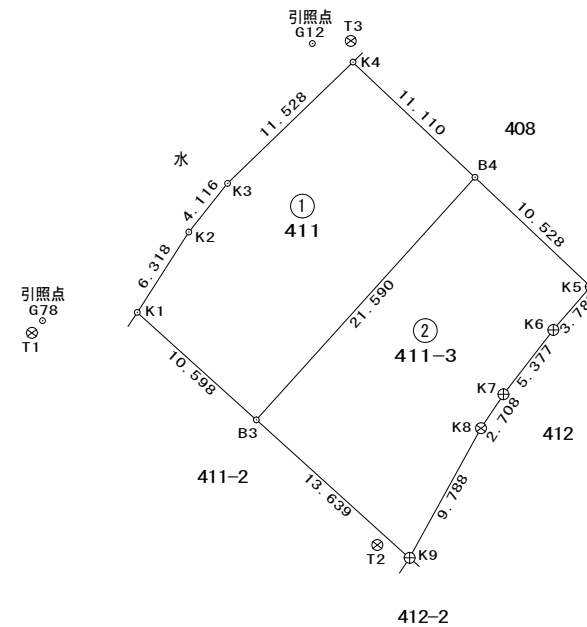 引照点
G12
T3
K4
11.528
11.110
408
水
B4
4.116
K3
①
411
10.528
K2
6.318
引照点
G78
T1
K1
21.590
K5
②
411-3
K6
3.78
5.377
10.598
K7
2.708
K8
412
B3
411-2
13.639
9.788
T2
K9
412-2